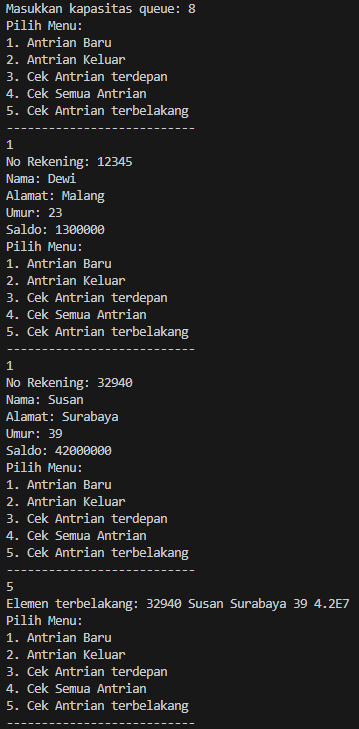 Masukkan kapasitas queue: 8
Pilih Menu:
1. Antrian Baru
2. Antrian Keluar
3. Cek Antrian terdepan
4. Cek Semua Antrian
5. Cek Antrian terbelakang
---------------------------
1
No Rekening: 12345
Nama: Dewi
Alamat: Malang
Umur: 23
Saldo: 1300000
Pilih Menu:
1. Antrian Baru
2. Antrian Keluar
3. Cek Antrian terdepan
4. Cek Semua Antrian
5. Cek Antrian terbelakang
---------------------------
1
No Rekening: 32940
Nama: Susan
Alamat: Surabaya
Umur: 39
Saldo: 42000000
Pilih Menu:
1. Antrian Baru
2. Antrian Keluar
3. Cek Antrian terdepan
4. Cek Semua Antrian
5. Cek Antrian terbelakang
---------------------------
5
Elemen terbelakang: 32940 Susan Surabaya 39 4.2E7
Pilih Menu:
1. Antrian Baru
2. Antrian Keluar
3. Cek Antrian terdepan
4. Cek Semua Antrian
5. Cek Antrian terbelakang
---------------------------